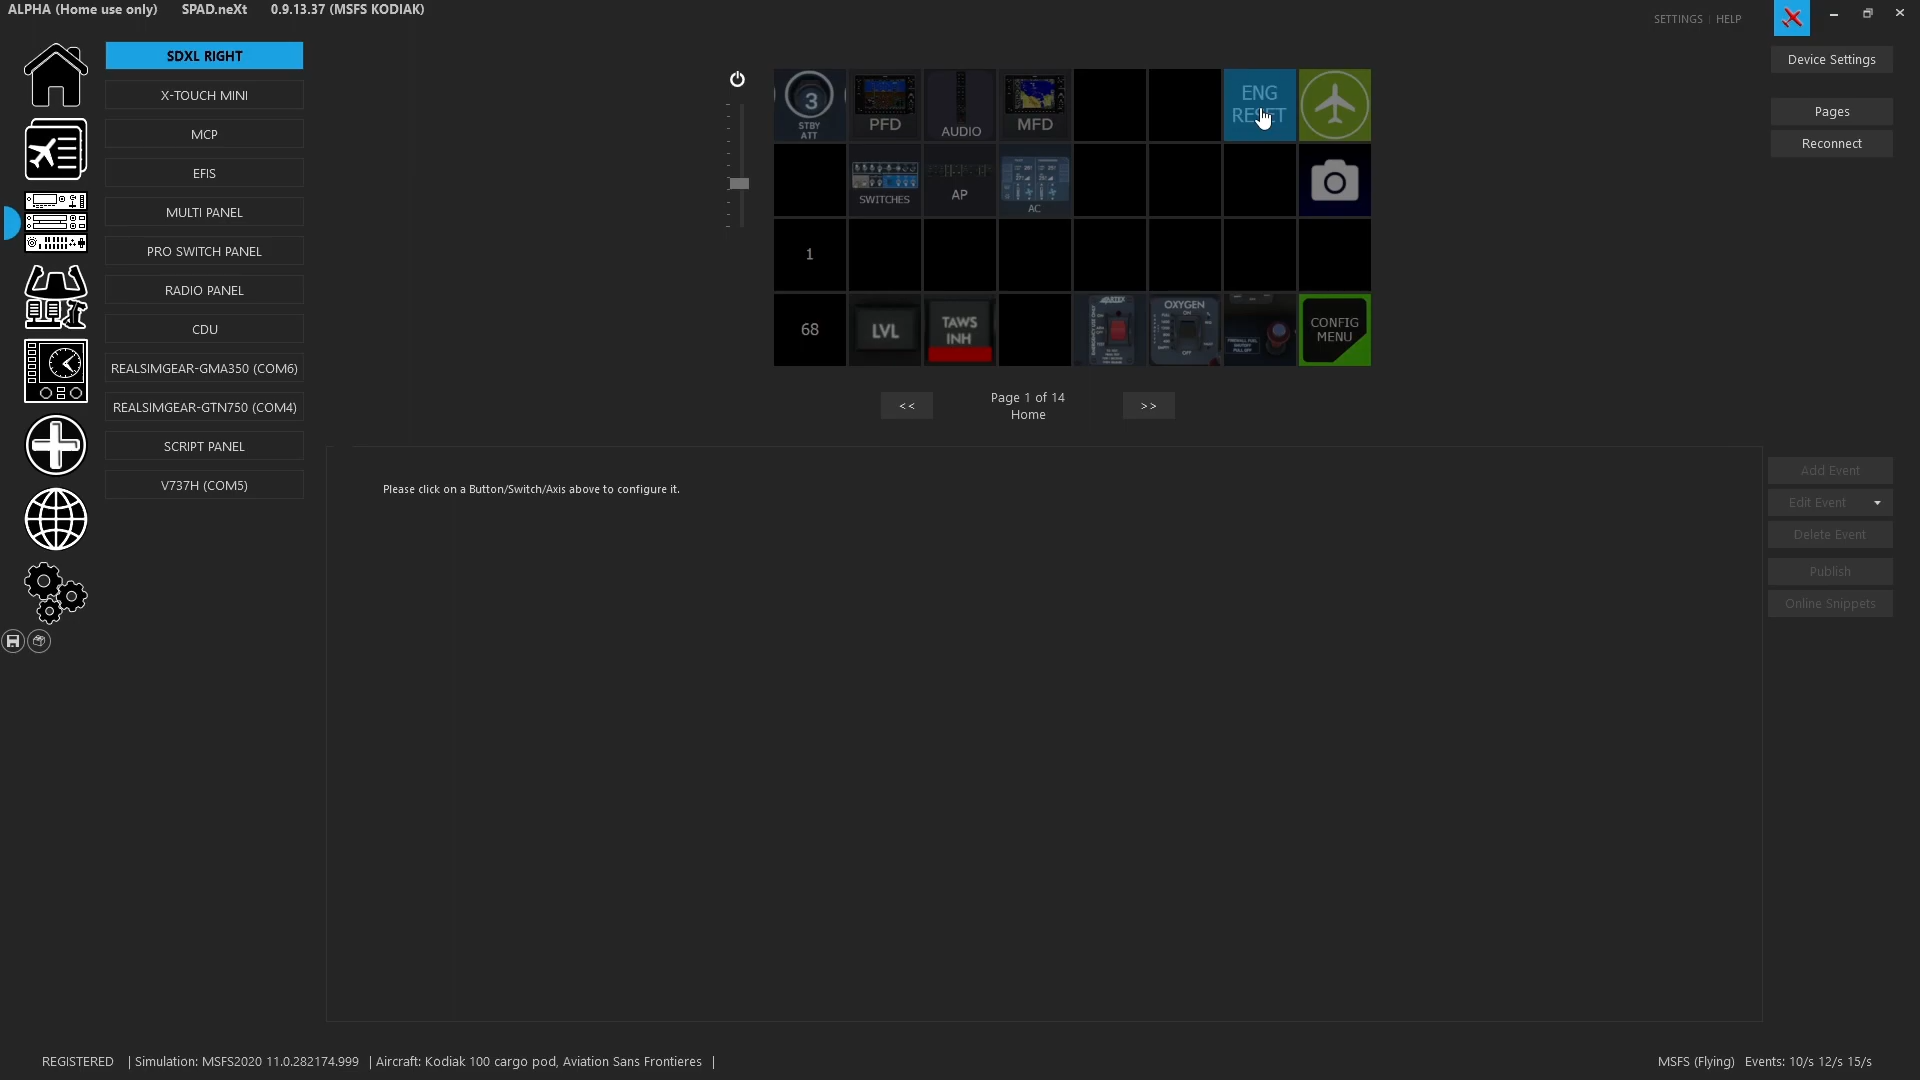 ALPHA (Home use only) SPAD.neXt 0.9.13.37 (MSFS KODIAK)
SETTINGS | HELP
SDXL RIGHT
X-TOUCH MINI
MCP
EFIS
MULTI PANEL
PRO SWITCH PANEL
RADIO PANEL
CDU
REALSIMGEAR-GMA350 (COM6)
REALSIMGEAR-GTN750 (COM4)
SCRIPT PANEL
V737H (COM5)
3
STBY
ATT
PFD
AUDIO
MFD
ENG
RESET
SWITCHES
AP
AC
1
68
LVL
TAWS
INH
ARTEX
OXYGEN
ON
OFF
CONFIG
MENU
<<
Page 1 of 14
Home
>>
Please click on a Button/Switch/Axis above to configure it.
Device Settings
Pages
Reconnect
Add Event
Edit Event
Delete Event
Publish
Online Snippets
REGISTERED | Simulation: MSFS2020 11.0.282174.999 | Aircraft: Kodiak 100 cargo pod, Aviation Sans Frontieres |
MSFS (Flying) Events: 10/s 12/s 15/s